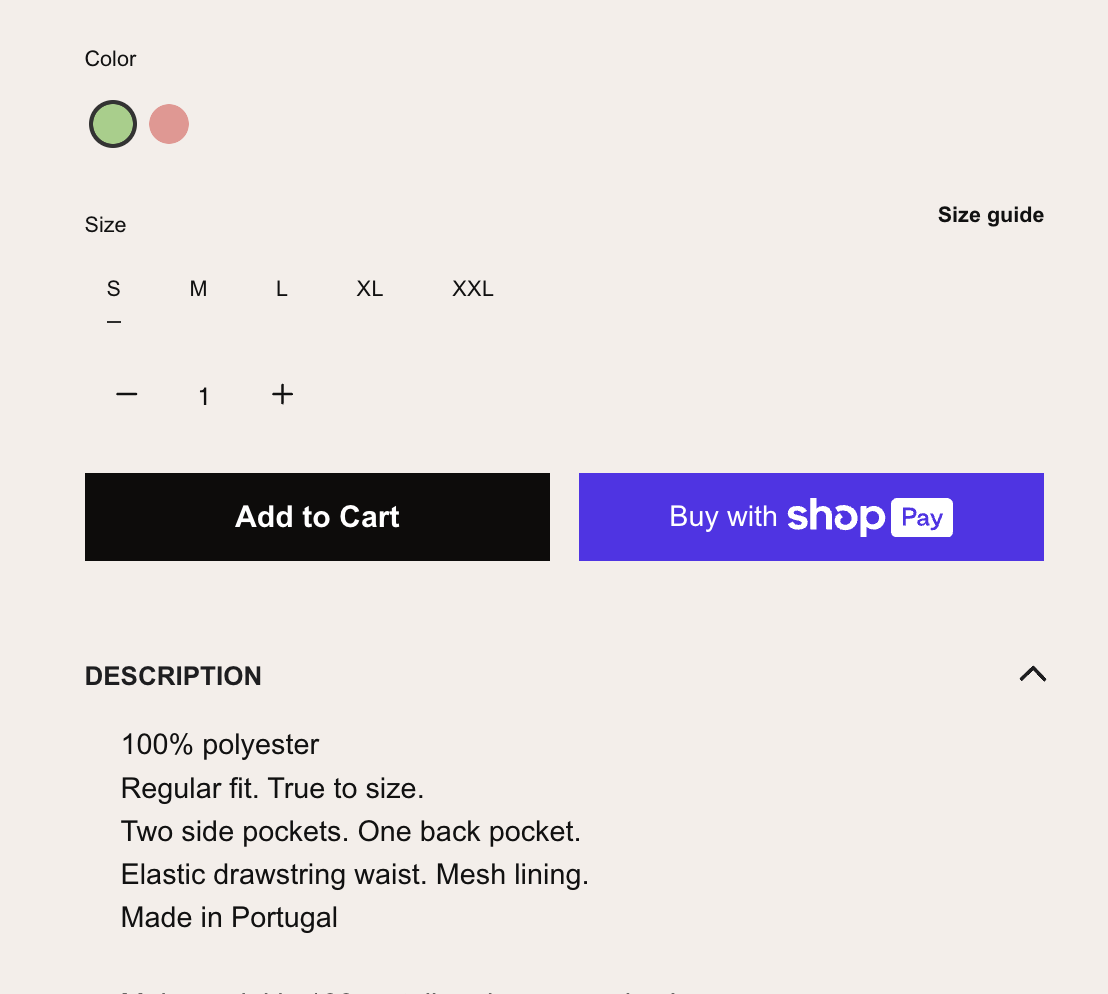 Color
Size
Size guide
S M L XL XXL
1
Add to Cart
Buy with shop Pay
DESCRIPTION
100% polyester
Regular fit. True to size.
Two side pockets. One back pocket.
Elastic drawstring waist. Mesh lining.
Made in Portugal